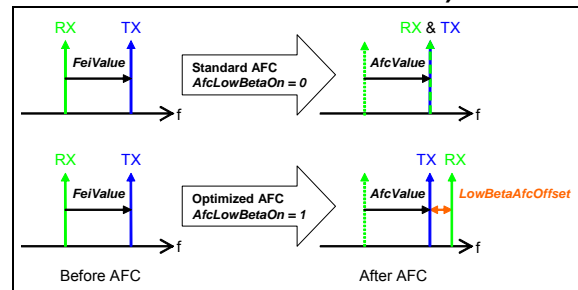 RX TX
FeiValue
f
Standard AFC
AfcLowBetaOn = 0
RX & TX
AfcValue
f
RX TX
FeiValue
f
Optimized AFC
AfcLowBetaOn = 1
TX RX
AfcValue
LowBetaAfcOffset
f
Before AFC
After AFC